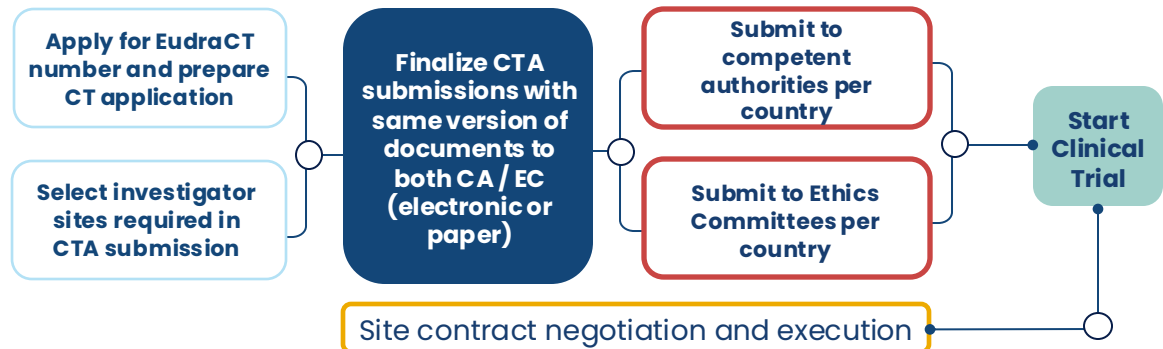 Apply for EudraCT
number and prepare
CT application
Select investigator
sites required in
CTA submission
Finalize CTA
submissions with
same version of
documents to
both CA / EC
(electronic or
paper)
Submit to
competent
authorities per
country
Submit to Ethics
Committees per
country
Start
Clinical
Trial
Site contract negotiation and execution